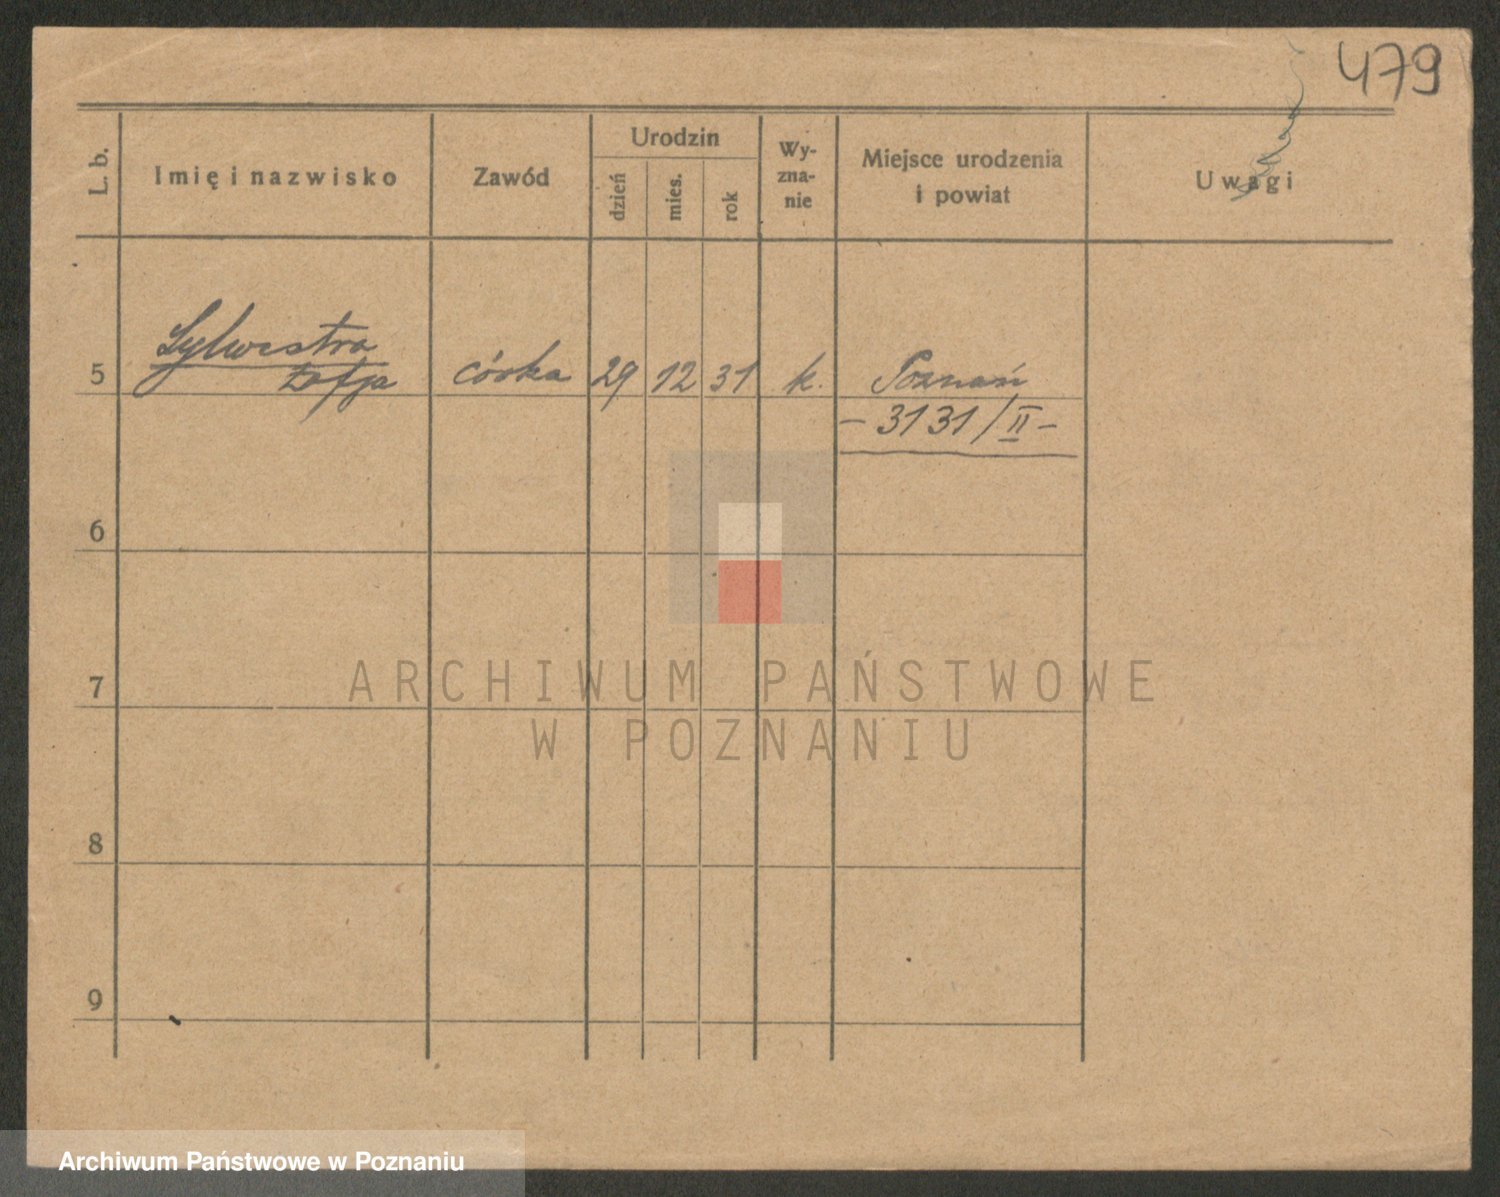 479
L. b.
Imię i nazwisko
Zawód
Urodzin
dzień
mies.
rok
Wy-
zna-
nie
Miejsce urodzenia
i powiat
Uwagi
5 Sylwestra córka 29 12 31 k. Poznań
Zofja
- 3131/II -
6
7
8
9
ARCHIWUM PAŃSTWOWE
W POZNANIU
Archiwum Państwowe w Poznaniu